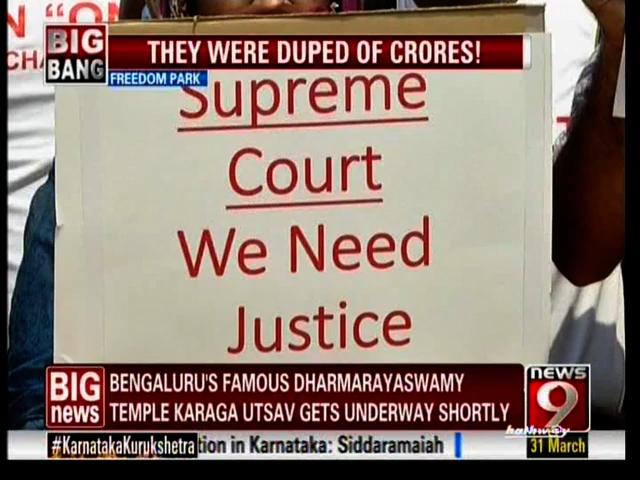 BIG
BANG
THEY WERE DUPED OF CRORES!
FREEDOM PARK
Supreme
Court
We Need
Justice
BIG
news
BENGALURU'S FAMOUS DHARMARAYASWAMY
TEMPLE KARAGA UTSAV GETS UNDERWAY SHORTLY
NEWS
9
hathway
31 March
#KarnatakaKurukshetra tion in Karnataka: Siddaramaiah